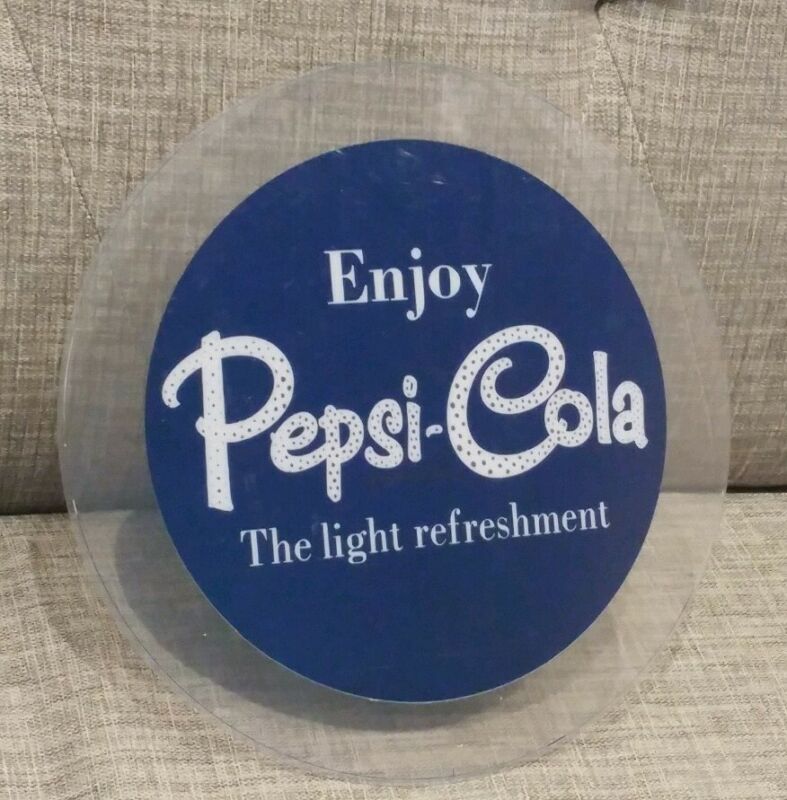 Enjoy
Pepsi-Cola
The light refreshment